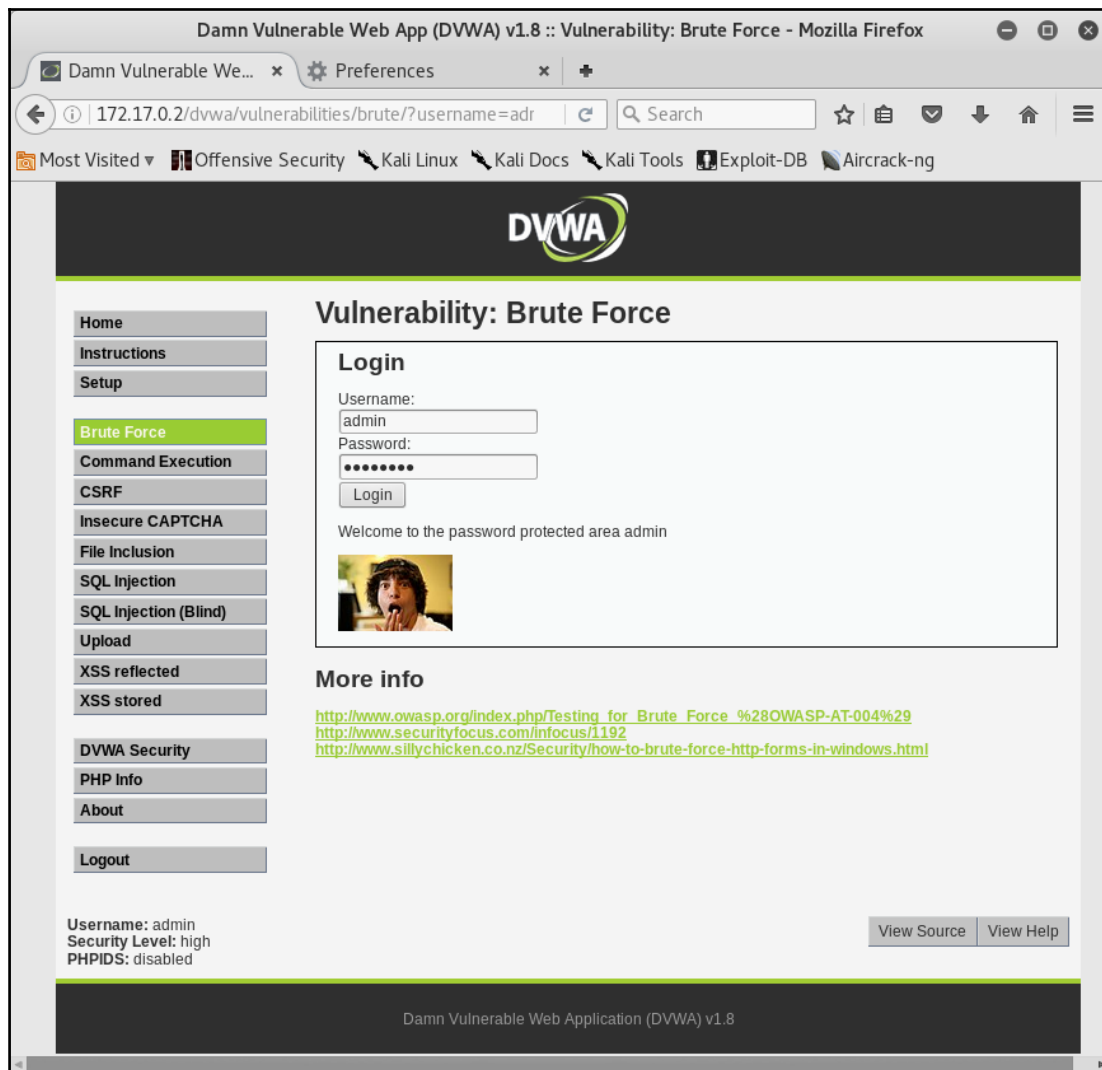 Damn Vulnerable Web App (DVWA) v1.8 :: Vulnerability: Brute Force - Mozilla Firefox
Damn Vulnerable We...
Preferences
172.17.0.2/dvwa/vulnerabilities/brute/?username=adr
Search
Most Visited Offensive Security Kali Linux Kali Docs Kali Tools Exploit-DB Aircrack-ng
DVWA
Home
Instructions
Setup
Brute Force
Command Execution
CSRF
Insecure CAPTCHA
File Inclusion
SQL Injection
SQL Injection (Blind)
Upload
XSS reflected
XSS stored
DVWA Security
PHP Info
About
Logout
Vulnerability: Brute Force
Login
Username:
admin
Password:
••••••••
Login
Welcome to the password protected area admin
More info
http://www.owasp.org/index.php/Testing_for_Brute_Force_%28OWASP-AT-004%29
http://www.securityfocus.com/infocus/1192
http://www.sillychicken.co.nz/Security/how-to-brute-force-http-forms-in-windows.html
Username: admin
Security Level: high
PHPIDS: disabled
View Source View Help
Damn Vulnerable Web Application (DVWA) v1.8